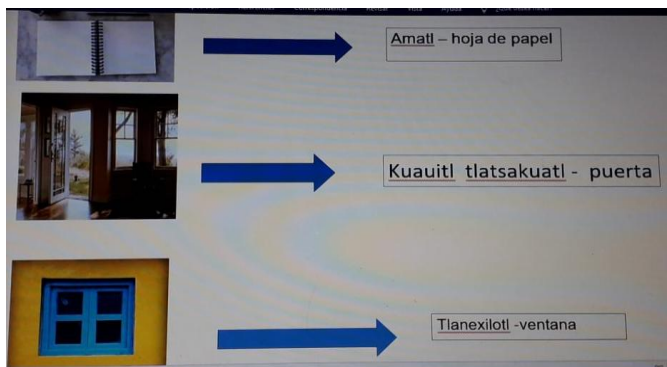 Amatl – hoja de papel
Kuauitl tlatsakuatl - puerta
Tlanexilotl -ventana